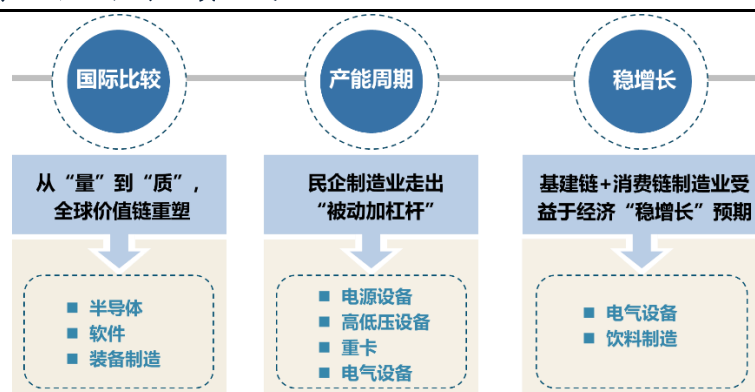 国际比较
产能周期
稳增长
从“量”到“质”,
全球价值链重塑
民企制造业走出
“被动加杠杆”
基建链+消费链制造业受
益于经济“稳增长”预期
■ 半导体
■ 软件
■ 装备制造
■ 电源设备
■ 高低压设备
■ 重卡
■ 电气设备
■ 电气设备
■ 饮料制造